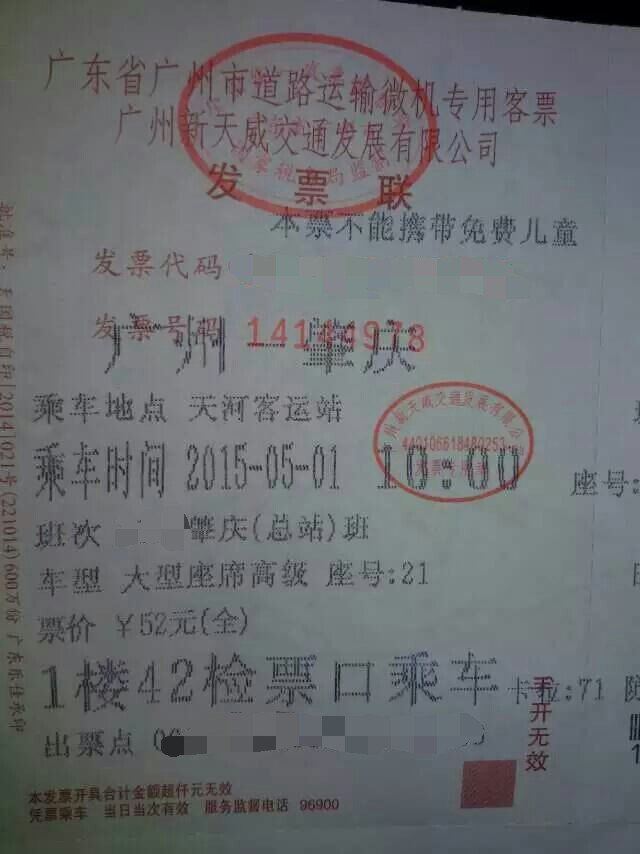 广东省广州市道路运输微机专用客票
广州新天威交通发展有限公司
发票联
本票不能携带免费儿童
发票代码
发票号码 14144978
广州-肇庆
乘车地点 天河客运站
乘车时间 2015-05-01 10:00 座号:
班次 肇庆(总站)班
车型 大型座席高级 座号:21
票价 ¥52元(全)
1楼42检票口乘车 卡位:71
出票点
手开无效
本发票开具合计金额超仟元无效
凭票乘车 当日当次有效 服务监督电话 96900
440106618480253